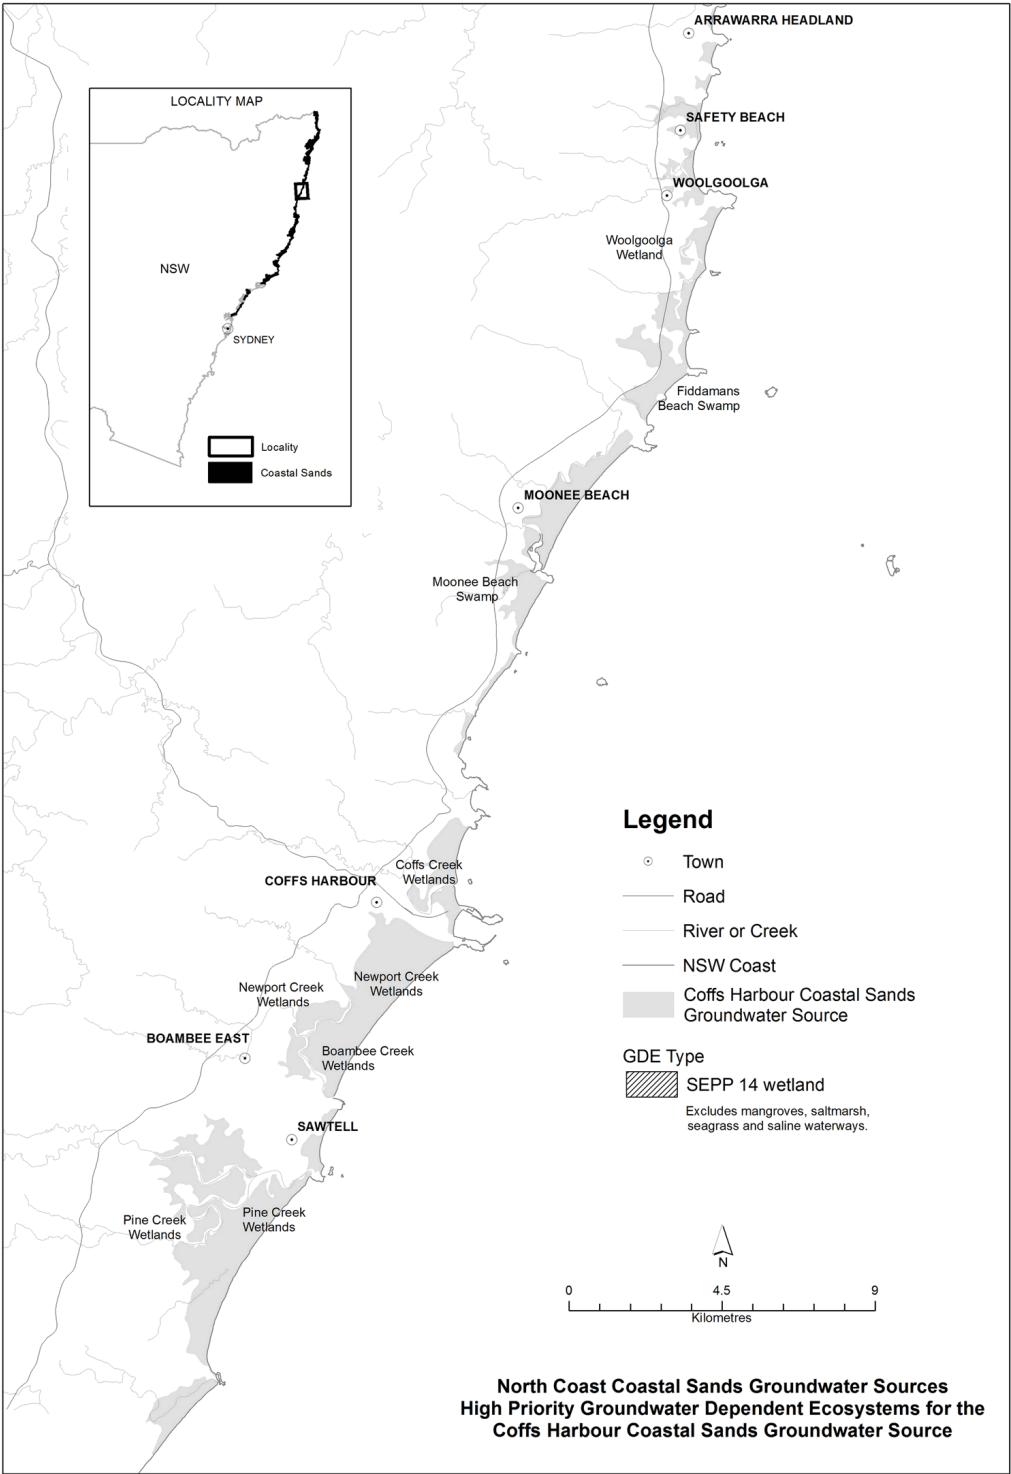 ARRAWARRA HEADLAND
LOCALITY MAP
SAFETY BEACH
WOOLGOOLGA
Woolgoolga
Wetland
NSW
SYDNEY
Fiddamans
Beach Swamp
Locality
Coastal Sands
MOONEE BEACH
Moonee Beach
Swamp
Legend
Town
Road
River or Creek
NSW Coast
Coffs Harbour Coastal Sands
Groundwater Source
GDE Type
SEPP 14 wetland
Excludes mangroves, saltmarsh,
seagrass and saline waterways.
Coffs Creek
Wetlands
COFFS HARBOUR
Newport Creek
Wetlands
Newport Creek
Wetlands
BOAMBEE EAST
Boambee Creek
Wetlands
SAWTELL
Pine Creek
Wetlands
Pine Creek
Wetlands
N
0 4.5 9
Kilometres
North Coast Coastal Sands Groundwater Sources
High Priority Groundwater Dependent Ecosystems for the
Coffs Harbour Coastal Sands Groundwater Source